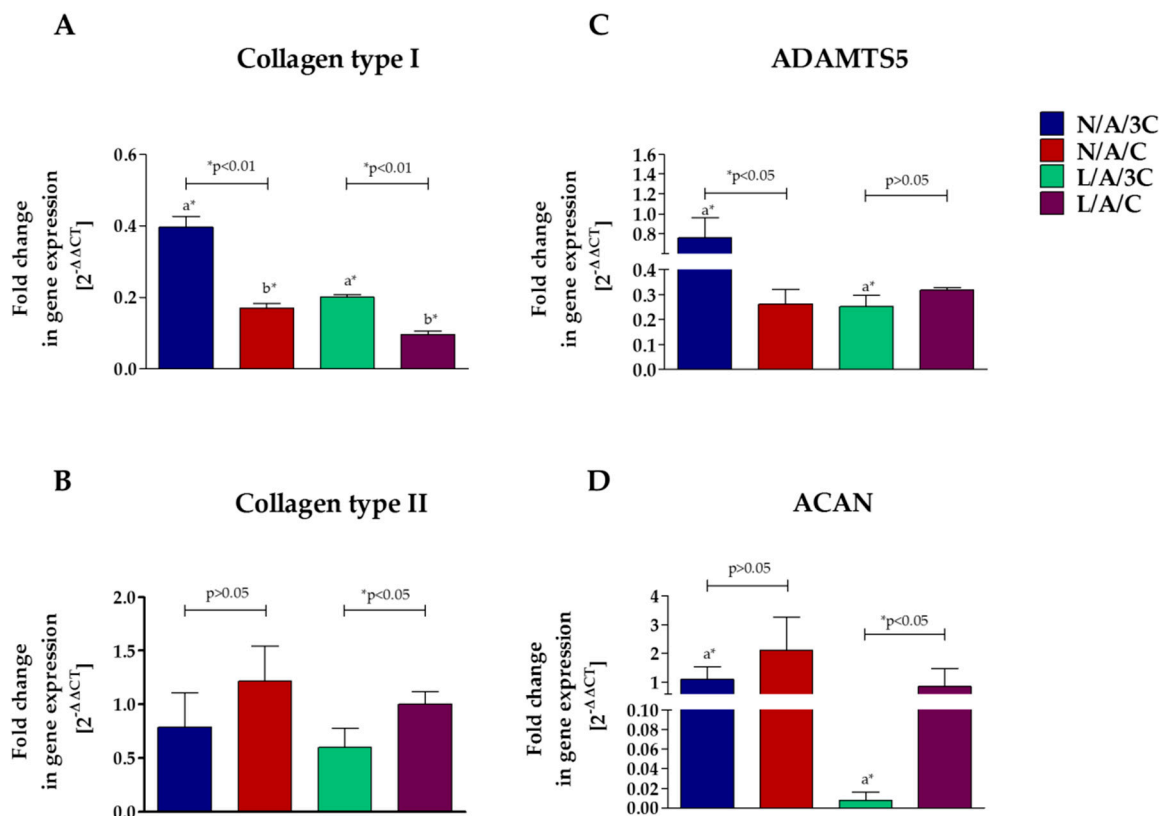 A
Collagen type I
Fold change
in gene expression
[2^-ΔΔCT]
0.6
0.4
0.2
0.0
*p<0.01
*p<0.01
a*
b*
a*
b*
C
ADAMTS5
Fold change
in gene expression
[2^-ΔΔCT]
1.6
1.4
1.2
1.0
0.8
0.4
0.3
0.2
0.1
0.0
*p<0.05
p>0.05
a*
a*
N/A/3C
N/A/C
L/A/3C
L/A/C
B
Collagen type II
Fold change
in gene expression
[2^-ΔΔCT]
2.0
1.5
1.0
0.5
0.0
p>0.05
*p<0.05
D
ACAN
Fold change
in gene expression
[2^-ΔΔCT]
4
3
2
1
0.10
0.08
0.06
0.04
0.02
0.00
p>0.05
*p<0.05
a*
a*